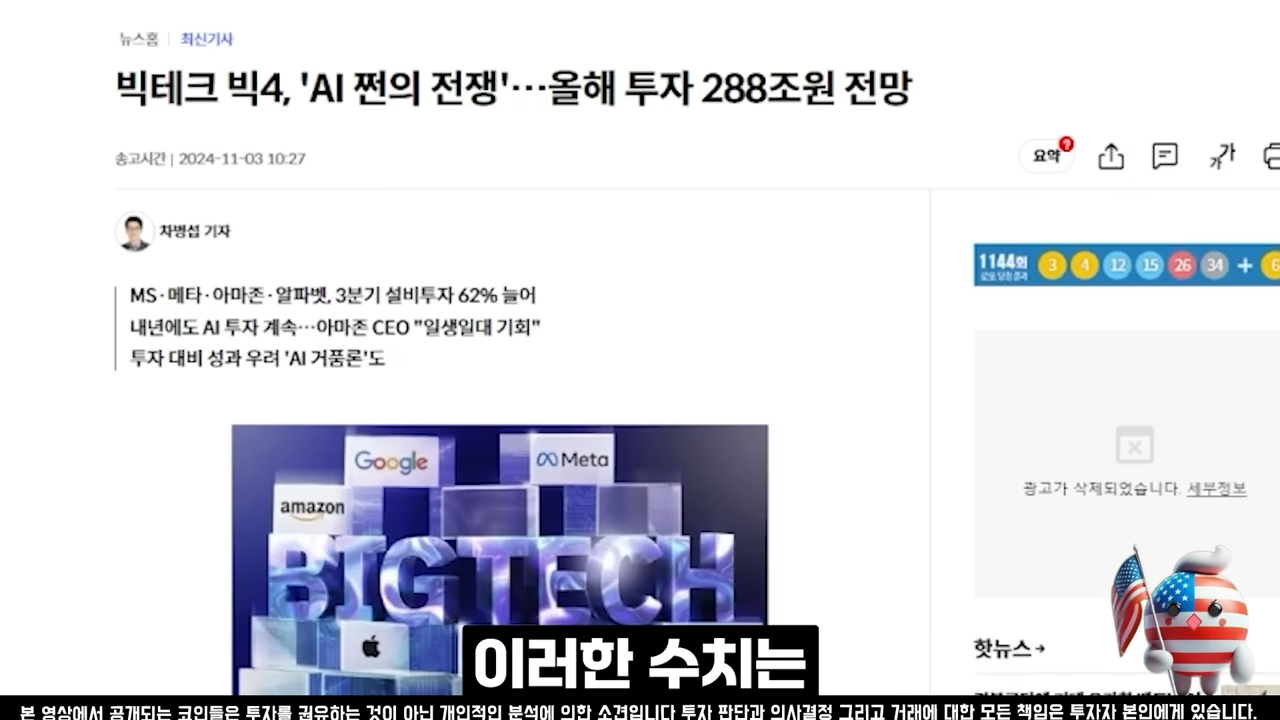 뉴스홈 | 최신기사
빅테크 빅4, 'AI 쩐의 전쟁'…올해 투자 288조원 전망
송고시간 | 2024-11-03 10:27
요약
?
가가
차병섭 기자
MS·메타·아마존·알파벳, 3분기 설비투자 62% 늘어
내년에도 AI 투자 계속…아마존 CEO "일생일대 기회"
투자 대비 성과 우려 'AI 거품론'도
1144회
로또 당첨 결과
3 4 12 15 26 34 + 6
광고가 삭제되었습니다. 세부정보
Google
Meta
amazon
BIGTECH
핫뉴스
이러한 수치는
본 영상에서 공개되는 코인들은 투자를 권유하는 것이 아닌 개인적인 분석에 의한 소견입니다 투자 판단과 의사결정 그리고 거래에 대한 모든 책임은 투자자 본인에게 있습니다.